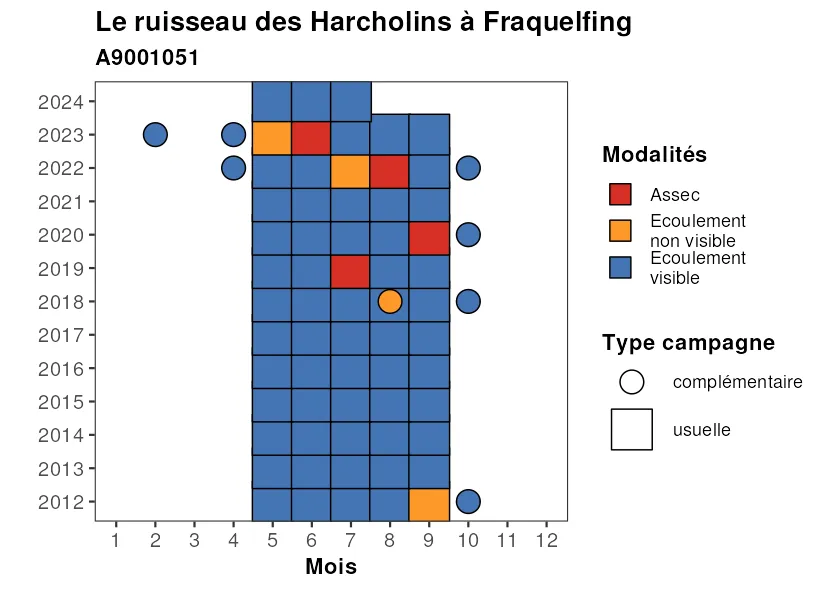 Le ruisseau des Harcholins à Fraquelfing
A9001051
2024
2023
2022
2021
2020
2019
2018
2017
2016
2015
2014
2013
2012
1 2 3 4 5 6 7 8 9 10 11 12
Mois
Modalités
Assec
Ecoulement
non visible
Ecoulement
visible
Type campagne
complémentaire
usuelle